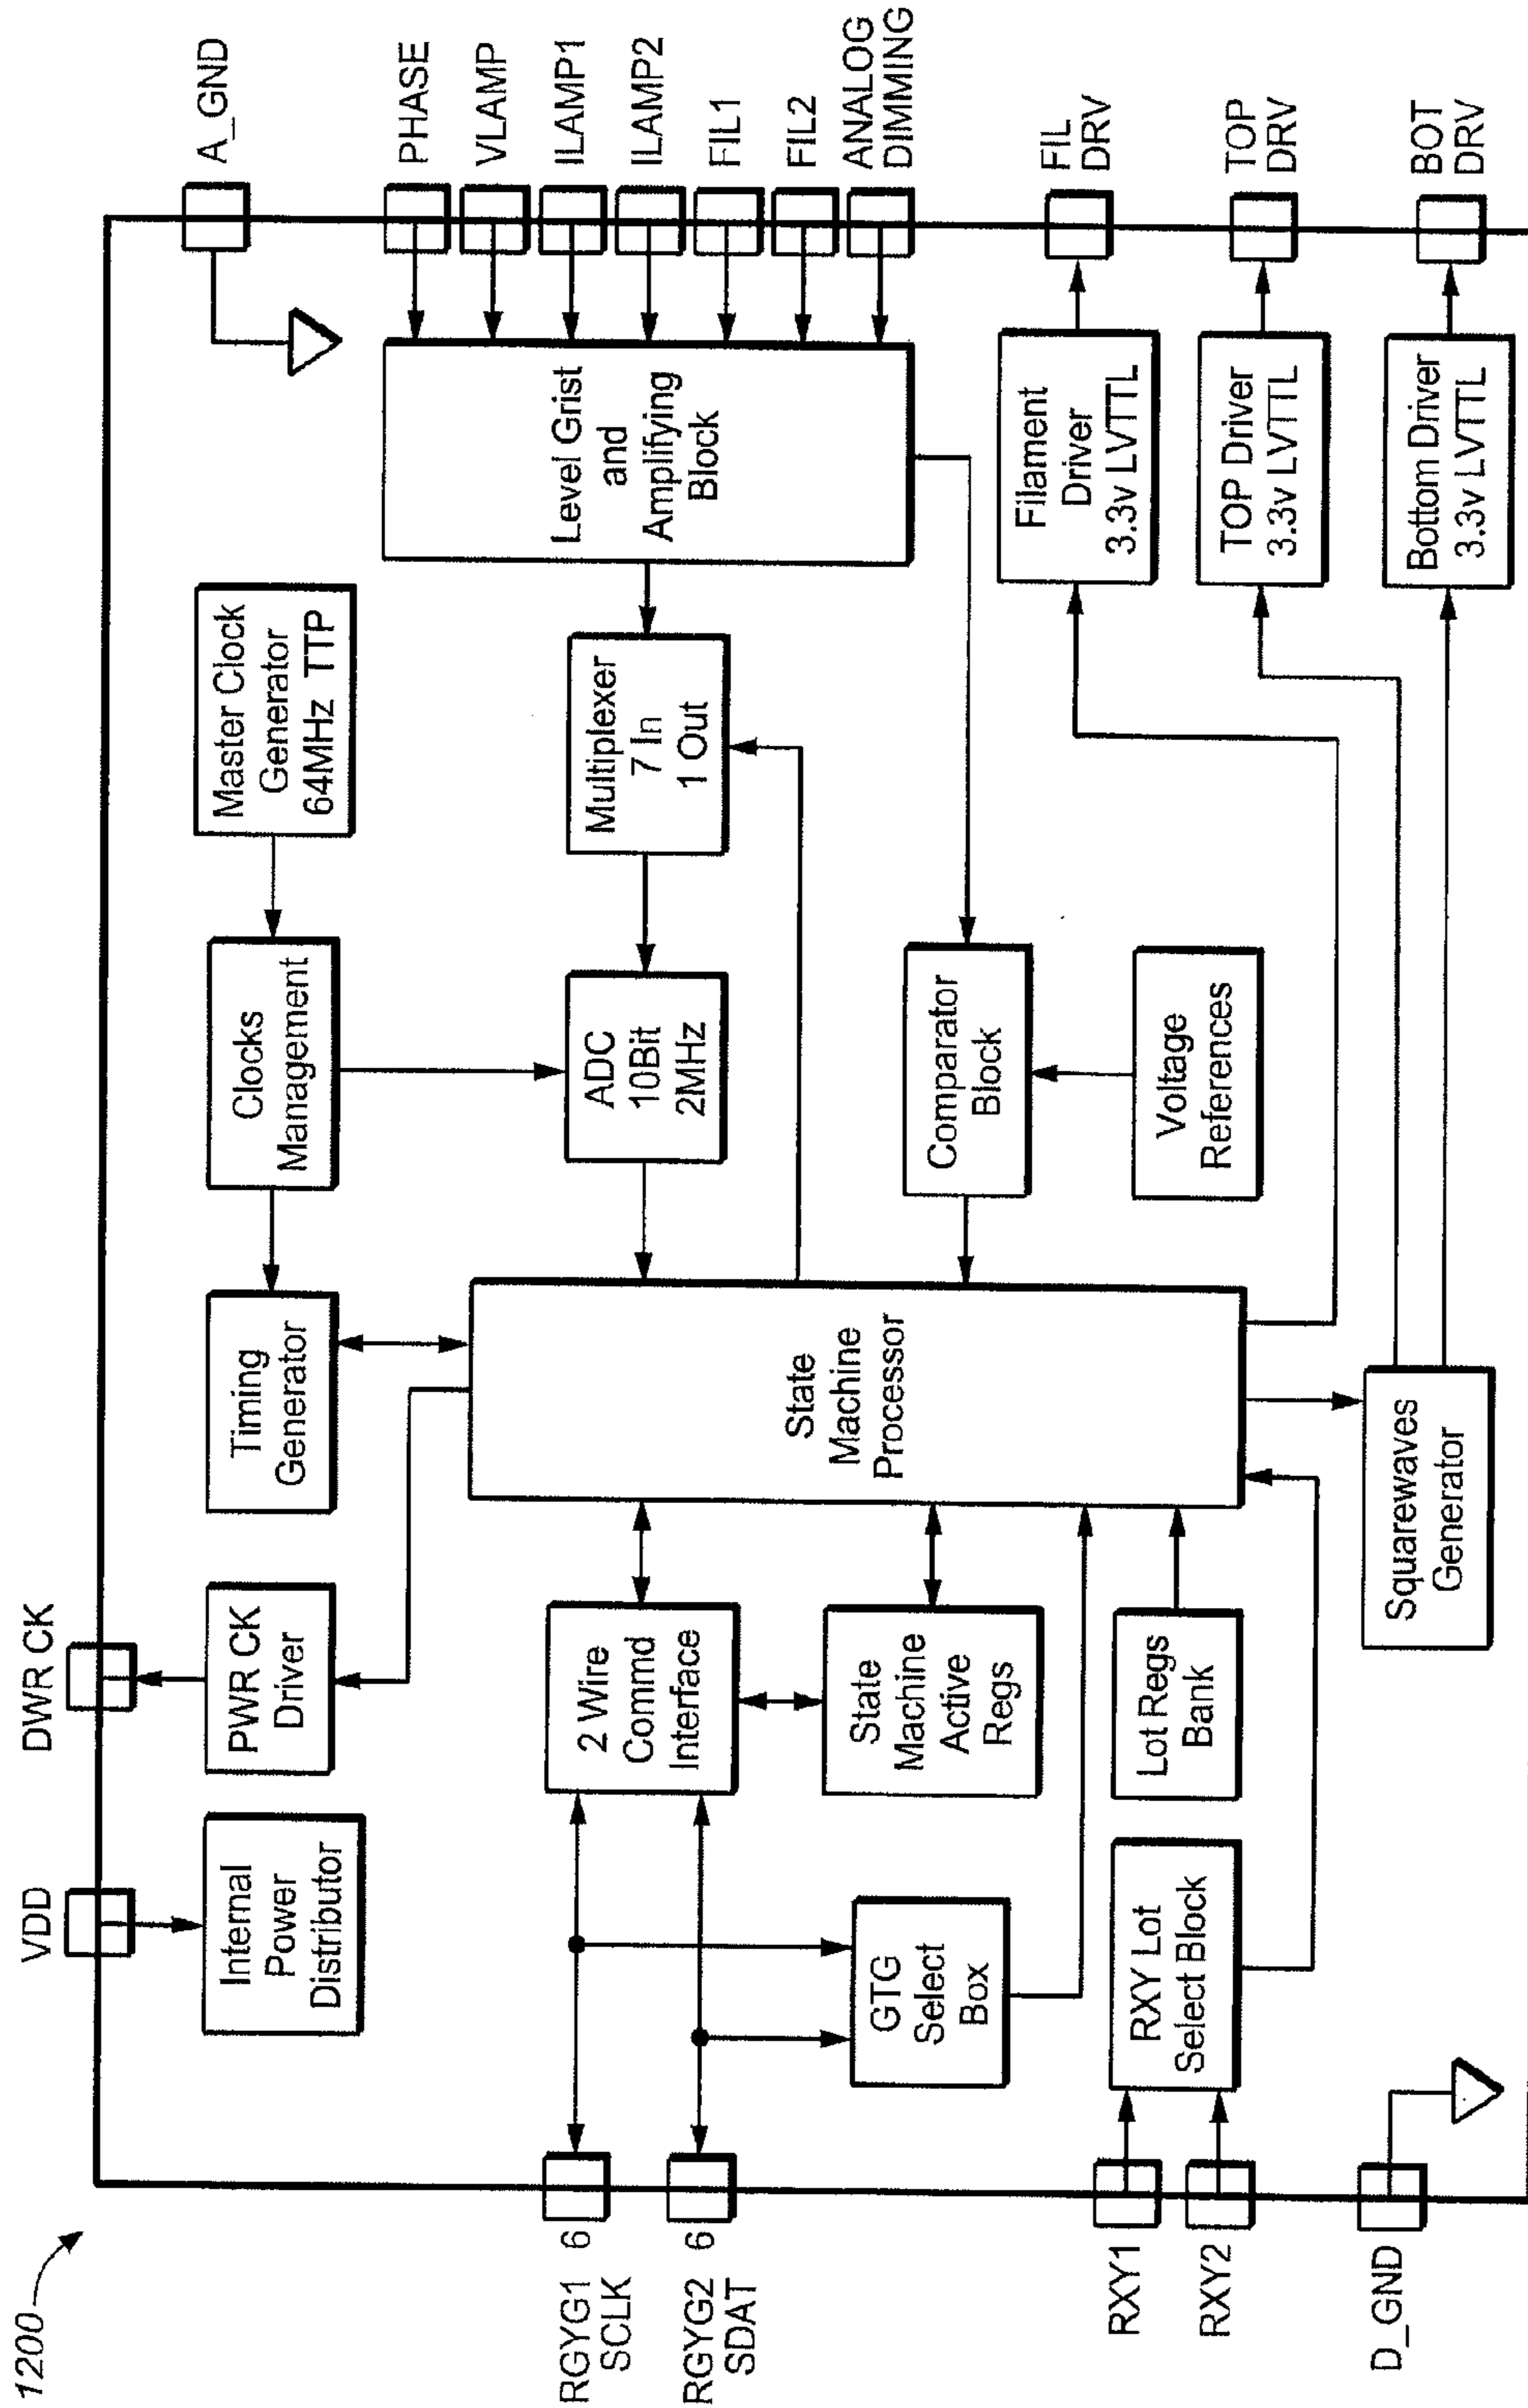 1200
VDD
DWR CK
A_GND
Internal
Power
Distributor
PWR CK
Driver
Timing
Generator
Clocks
Management
Master Clock
Generator
64MHz TTP
PHASE
VLAMP
ILAMP1
ILAMP2
FIL1
FIL2
ANALOG
DIMMING
Level Grist
and
Amplifying
Block
Multiplexer
7 In
1 Out
ADC
10Bit
2MHz
State
Machine
Processor
2 Wire
Commd
Interface
RGYG1 6
SCLK
RGYG2 6
SDAT
State
Machine
Active
Regs
GTG
Select
Box
Comparator
Block
Voltage
References
Lot Regs
Bank
RXY Lot
Select Block
RXY1
RXY2
D_GND
Squarewaves
Generator
Filament
Driver
3.3v LVTTL
FIL
DRV
TOP Driver
3.3v LVTTL
TOP
DRV
Bottom Driver
3.3v LVTTL
BOT
DRV